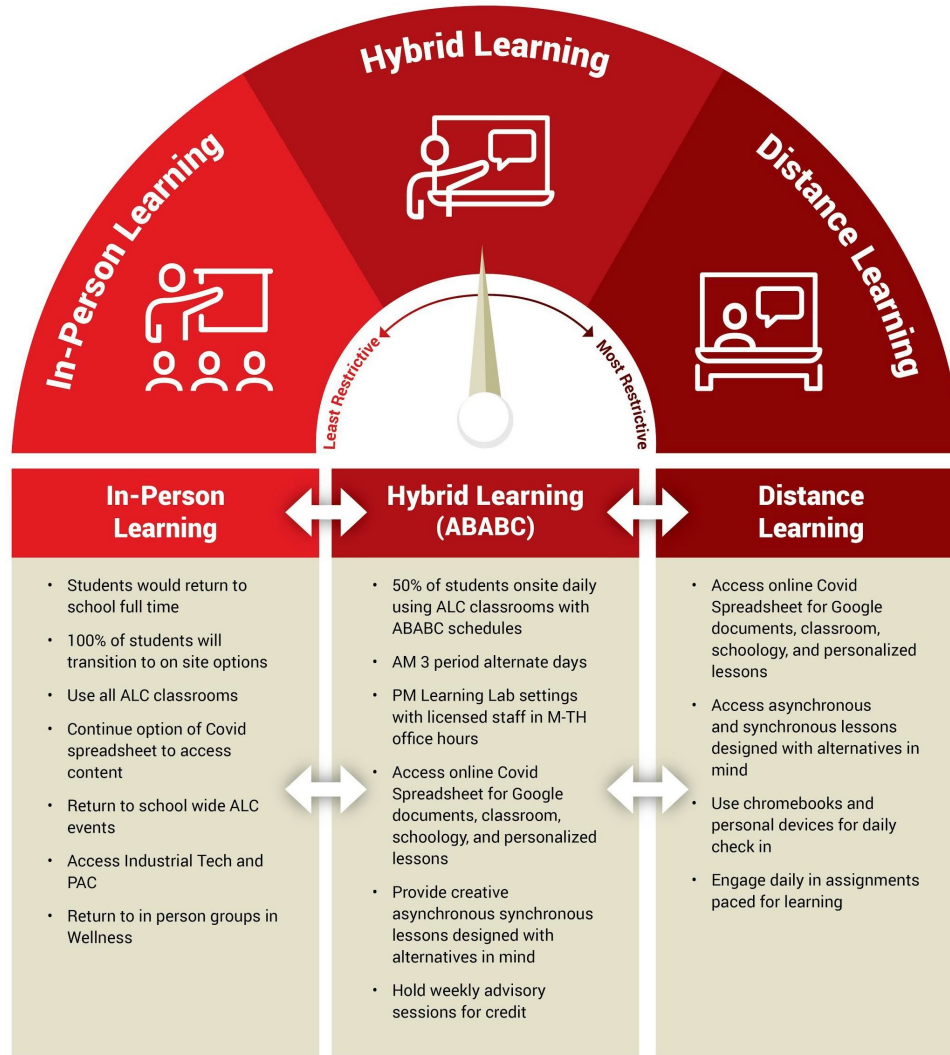 In-Person Learning
Hybrid Learning
Distance Learning
Least Restrictive
Most Restrictive
In-Person
Learning
• Students would return to
school full time
• 100% of students will
transition to on site options
• Use all ALC classrooms
• Continue option of Covid
spreadsheet to access
content
• Return to school wide ALC
events
• Access Industrial Tech and
PAC
• Return to in person groups in
Wellness
Hybrid Learning
(ABABC)
• 50% of students onsite daily
using ALC classrooms with
ABABC schedules
• AM 3 period alternate days
• PM Learning Lab settings
with licensed staff in M-TH
office hours
• Access online Covid
Spreadsheet for Google
documents, classroom,
schoology, and personalized
lessons
• Provide creative
asynchronous synchronous
lessons designed with
alternatives in mind
• Hold weekly advisory
sessions for credit
Distance
Learning
• Access online Covid
Spreadsheet for Google
documents, classroom,
schoology, and personalized
lessons
• Access asynchronous
and synchronous lessons
designed with alternatives in
mind
• Use chromebooks and
personal devices for daily
check in
• Engage daily in assignments
paced for learning